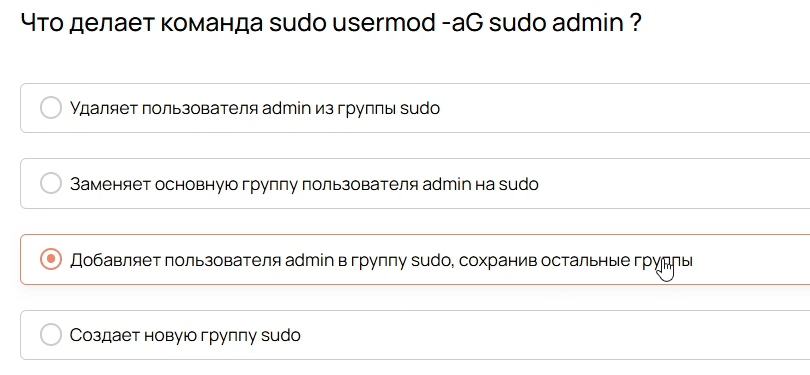 Что делает команда sudo usermod -aG sudo admin ?
Удаляет пользователя admin из группы sudo
Заменяет основную группу пользователя admin на sudo
Добавляет пользователя admin в группу sudo, сохранив остальные группы
Создает новую группу sudo